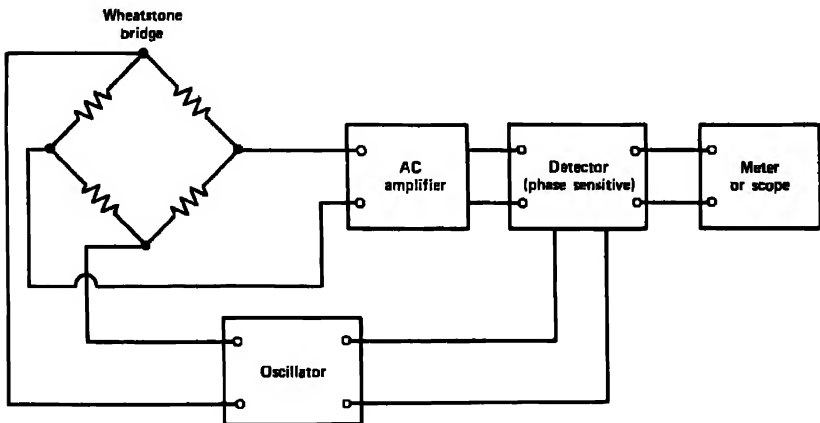 Wheatstone
bridge
AC
amplifier
Detector
(phase sensitive)
Meter
or scope
Oscillator